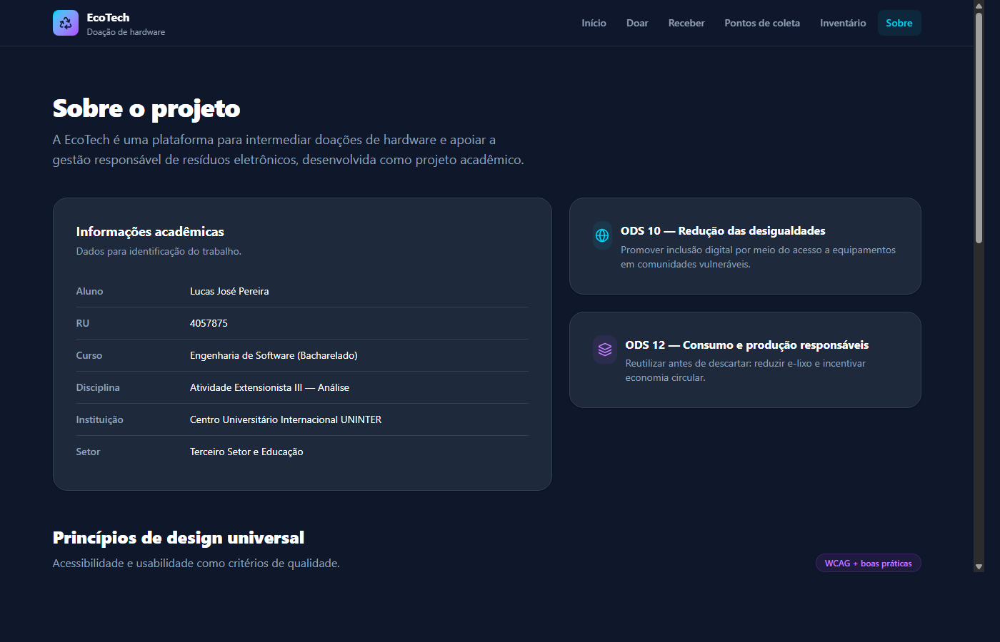 EcoTech
Doação de hardware
Início
Doar
Receber
Pontos de coleta
Inventário
Sobre
Sobre o projeto
A EcoTech é uma plataforma para intermediar doações de hardware e apoiar a
gestão responsável de resíduos eletrônicos, desenvolvida como projeto acadêmico.
Informações acadêmicas
Dados para identificação do trabalho.
Aluno Lucas José Pereira
RU 4057875
Curso Engenharia de Software (Bacharelado)
Disciplina Atividade Extensionista III — Análise
Instituição Centro Universitário Internacional UNINTER
Setor Terceiro Setor e Educação
ODS 10 — Redução das desigualdades
Promover inclusão digital por meio do acesso a equipamentos
em comunidades vulneráveis.
ODS 12 — Consumo e produção responsáveis
Reutilizar antes de descartar: reduzir e-lixo e incentivar
economia circular.
Princípios de design universal
Acessibilidade e usabilidade como critérios de qualidade.
WCAG + boas práticas